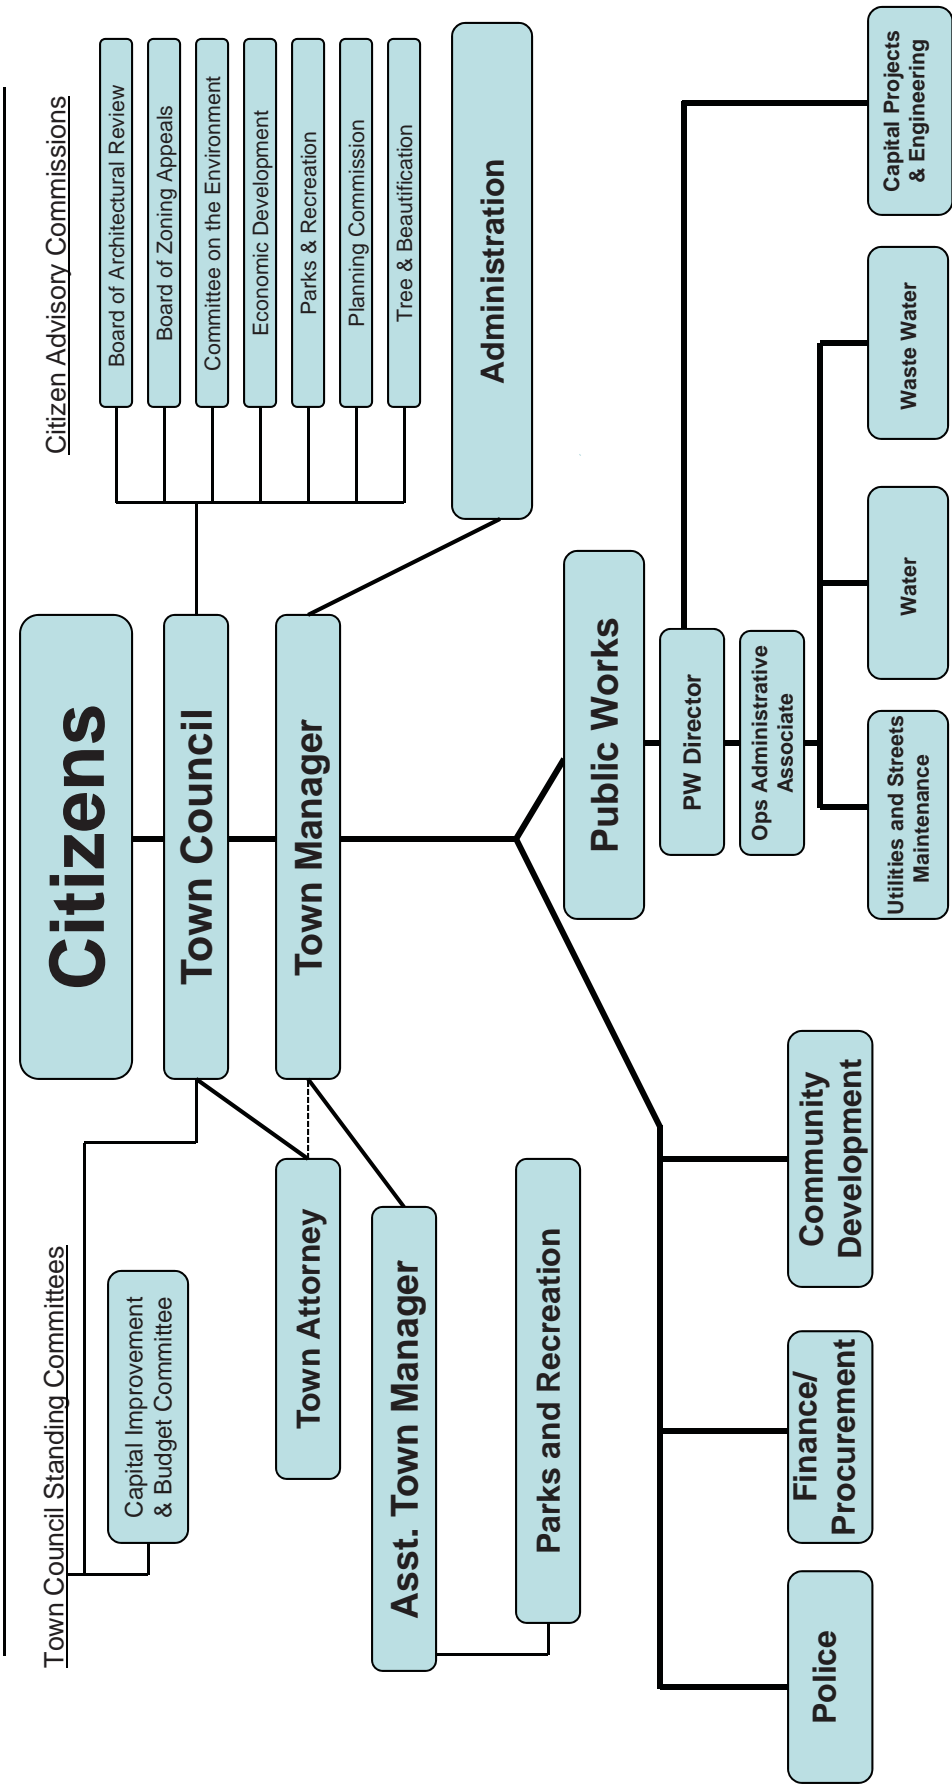 Town Council Standing Committees
Citizen Advisory Commissions
Citizens
Capital Improvement
& Budget Committee
Board of Architectural Review
Board of Zoning Appeals
Committee on the Environment
Economic Development
Parks & Recreation
Planning Commission
Tree & Beautification
Town Council
Town Attorney
Town Manager
Asst. Town Manager
Administration
Parks and Recreation
Public Works
PW Director
Ops Administrative
Associate
Police
Finance/
Procurement
Community
Development
Utilities and Streets
Maintenance
Water
Waste Water
Capital Projects
& Engineering